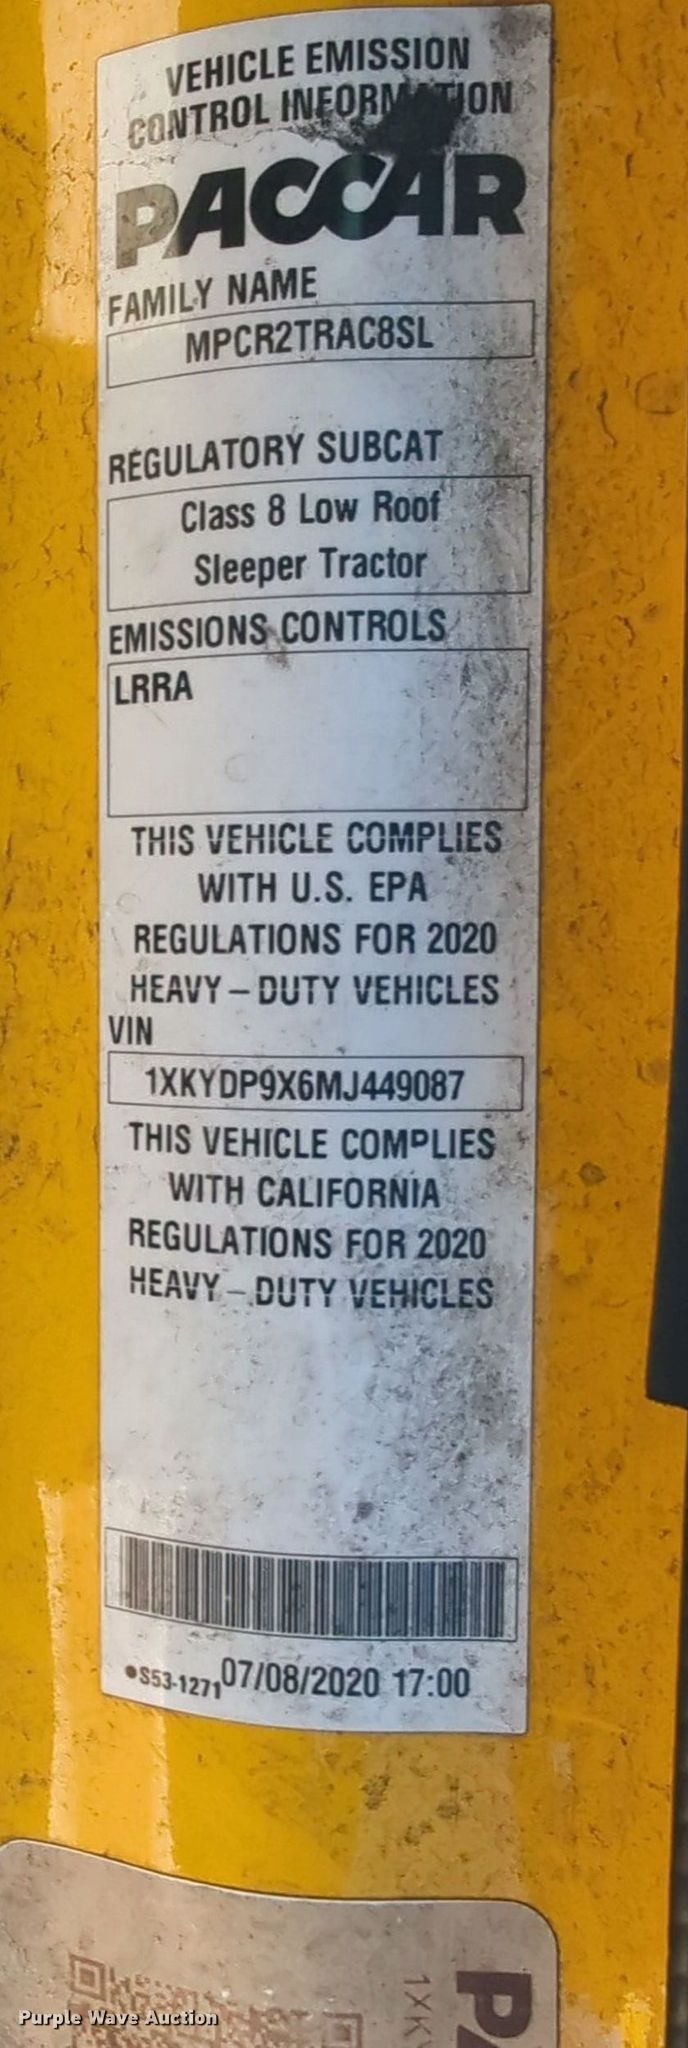 VEHICLE EMISSION
CONTROL INFORMATION
PACCAR
FAMILY NAME
MPCR2TRAC8SL
REGULATORY SUBCAT
Class 8 Low Roof
Sleeper Tractor
EMISSIONS CONTROLS
LRRA
THIS VEHICLE COMPLIES
WITH U.S. EPA
REGULATIONS FOR 2020
HEAVY – DUTY VEHICLES
VIN
1XKYDP9X6MJ449087
THIS VEHICLE COMPLIES
WITH CALIFORNIA
REGULATIONS FOR 2020
HEAVY – DUTY VEHICLES
•S53-1271 07/08/2020 17:00
PA
1XKY
Purple Wave Auction